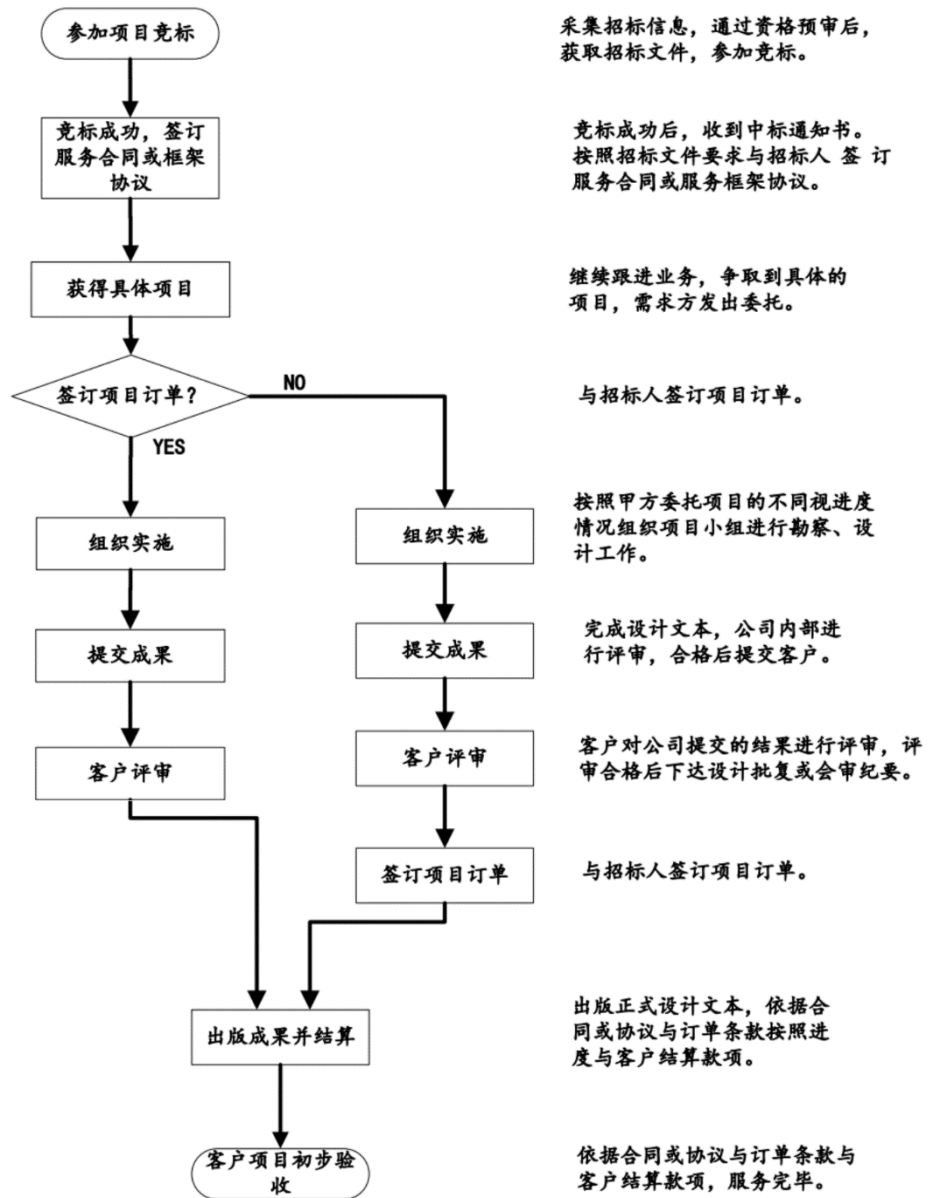 参加项目竞标
采集招标信息，通过资格预审后，
获取招标文件，参加竞标。
竞标成功，签订
服务合同或框架
协议
竞标成功后，收到中标通知书。
按照招标文件要求与招标人 签 订
服务合同或服务框架协议。
获得具体项目
继续跟进业务，争取到具体的
项目，需求方发出委托。
签订项目订单？
NO
YES
与招标人签订项目订单。
组织实施
组织实施
按照甲方委托项目的不同视进度
情况组织项目小组进行勘察、设
计工作。
提交成果
提交成果
完成设计文本，公司内部进
行评审，合格后提交客户。
客户评审
客户评审
客户对公司提交的结果进行评审，评
审合格后下达设计批复或会审纪要。
签订项目订单
与招标人签订项目订单。
出版成果并结算
出版正式设计文本，依据合
同或协议与订单条款按照进
度与客户结算款项。
客户项目初步验
收
依据合同或协议与订单条款与
客户结算款项，服务完毕。